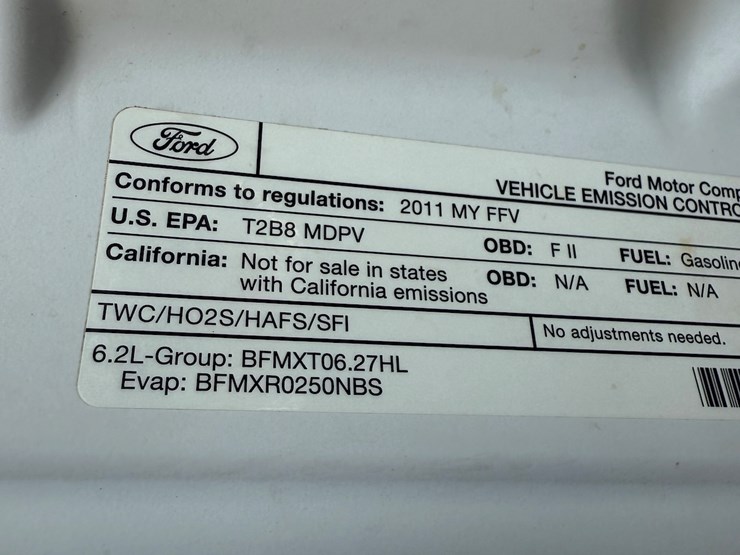 Ford
Ford Motor Comp
VEHICLE EMISSION CONTRO
Conforms to regulations: 2011 MY FFV
U.S. EPA: T2B8 MDPV OBD: F II FUEL: Gasoline
California: Not for sale in states with California emissions OBD: N/A FUEL: N/A
TWC/HO2S/HAFS/SFI No adjustments needed.
6.2L-Group: BFMXT06.27HL
Evap: BFMXR0250NBS